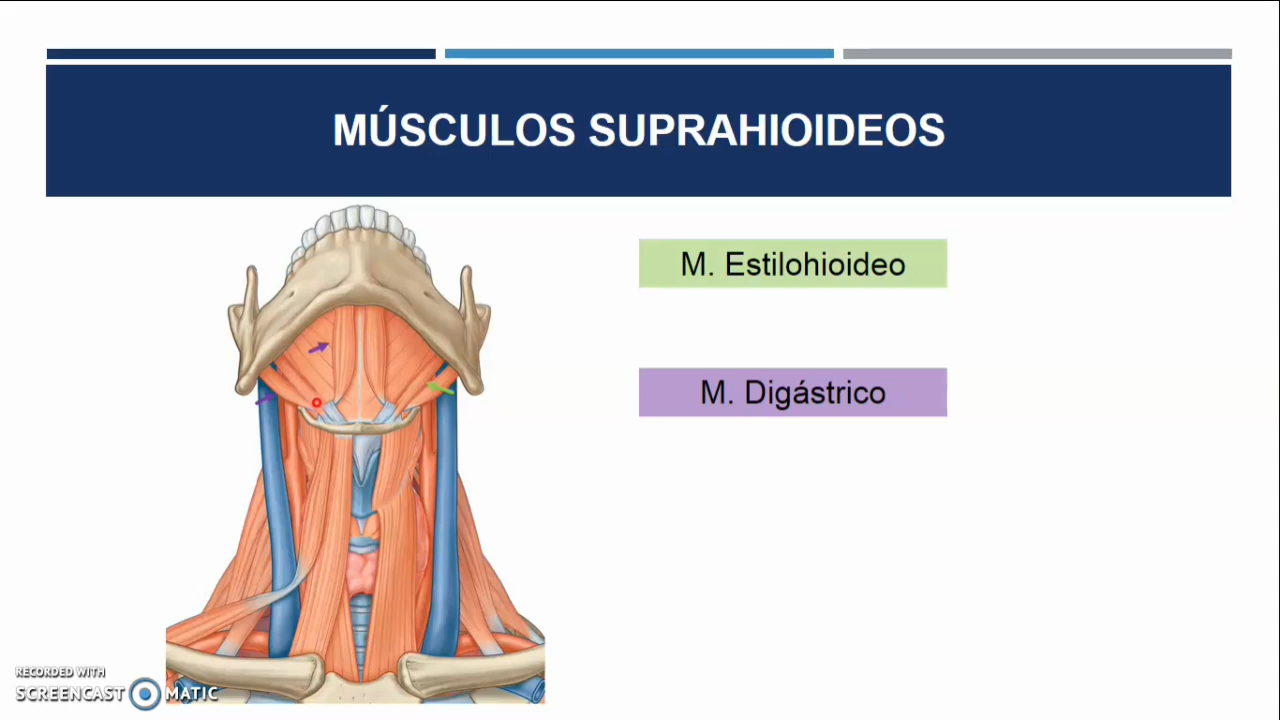 MÚSCULOS SUPRAHIOIDEOS
M. Estilohioideo
M. Digástrico
RECORDED WITH
SCREENCAST MATIC